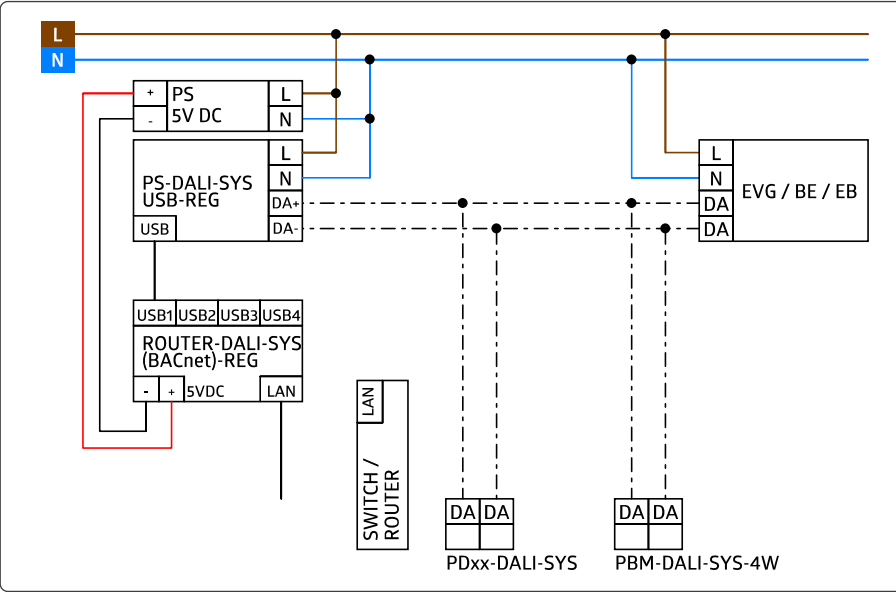 L
N
+ PS L
- 5V DC N
L
N
PS-DALI-SYS
USB-REG
DA+
DA-
USB
L
N
DA
DA
EVG / BE / EB
USB1 USB2 USB3 USB4
ROUTER-DALI-SYS
(BACnet)-REG
- + 5VDC LAN
LAN
SWITCH /
ROUTER
DA DA
PDxx-DALI-SYS
DA DA
PBM-DALI-SYS-4W